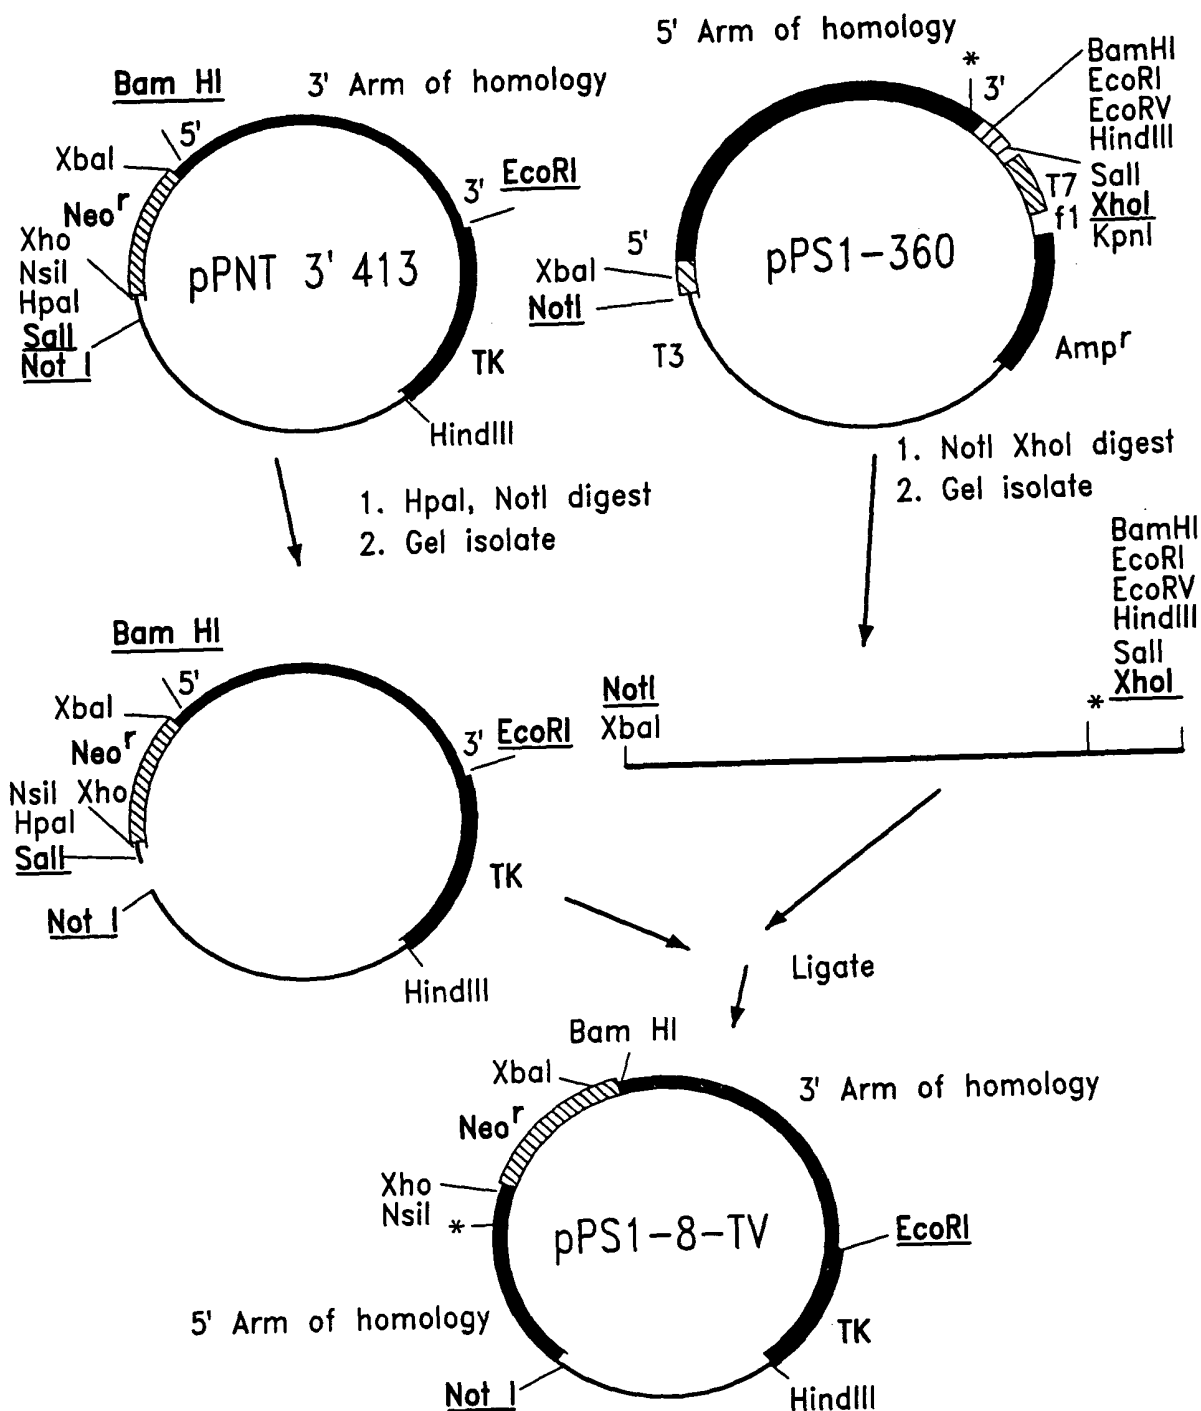 5' Arm of homology
Bam HI
3' Arm of homology
*
3'
BamHI
EcoRI
EcoRV
HindIII
5'
XbaI
Neor
Xho
NsiI
HpaI
SalI
Not I
pPNT 3' 413
3'
EcoRI
TK
HindIII
5'
XbaI
NotI
T3
pPS1-360
SalI
T7
f1
XhoI
KpnI
Ampr
1. HpaI, NotI digest
2. Gel isolate
1. NotI XhoI digest
2. Gel isolate
BamHI
EcoRI
EcoRV
HindIII
SalI
XhoI
*
NotI
XbaI
Bam HI
5'
XbaI
Neor
NsiI Xho
HpaI
SalI
Not I
3'
EcoRI
TK
HindIII
Ligate
Bam HI
XbaI
3' Arm of homology
Neor
Xho
NsiI
*
pPS1-8-TV
EcoRI
5' Arm of homology
TK
Not I
HindIII